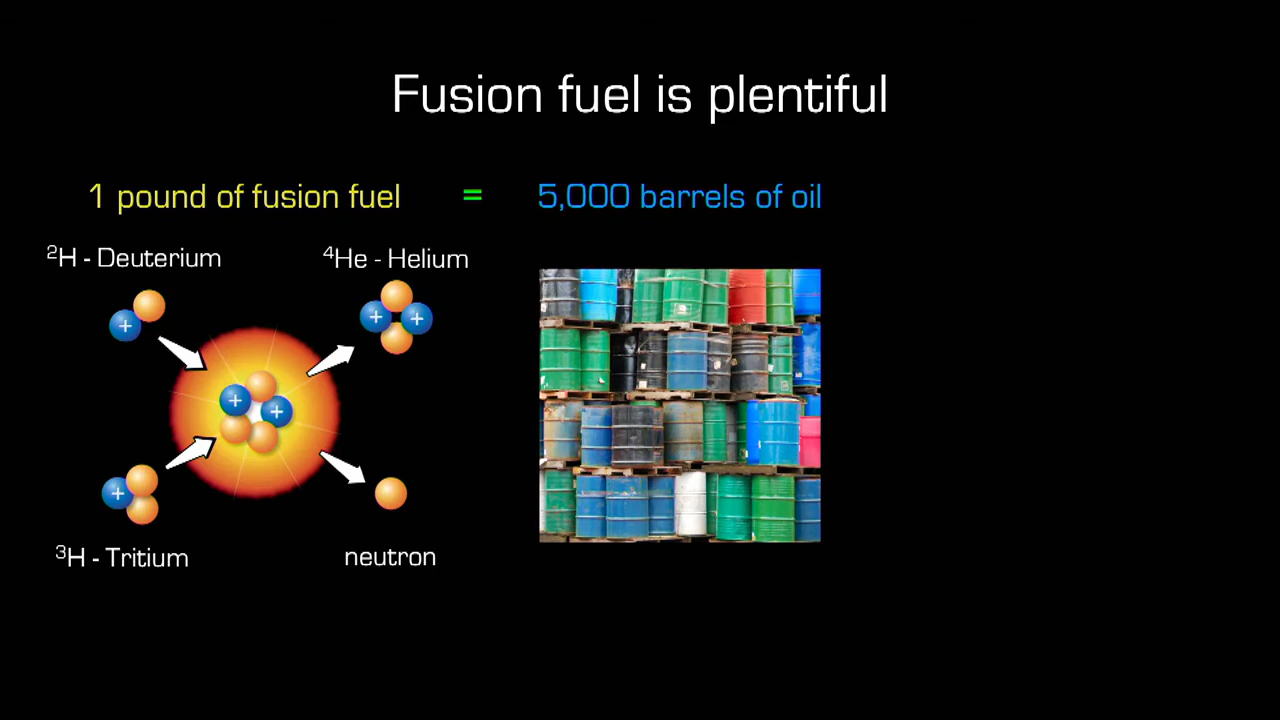 Fusion fuel is plentiful
1 pound of fusion fuel = 5,000 barrels of oil
²H - Deuterium
⁴He - Helium
+
+
+
+
+
+
³H - Tritium
neutron